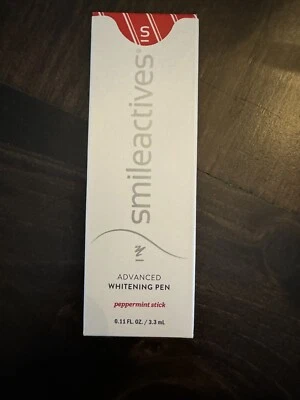 S
smileactives®
ADVANCED
WHITENING PEN
peppermint stick
0.11 FL. OZ. / 3.3 mL